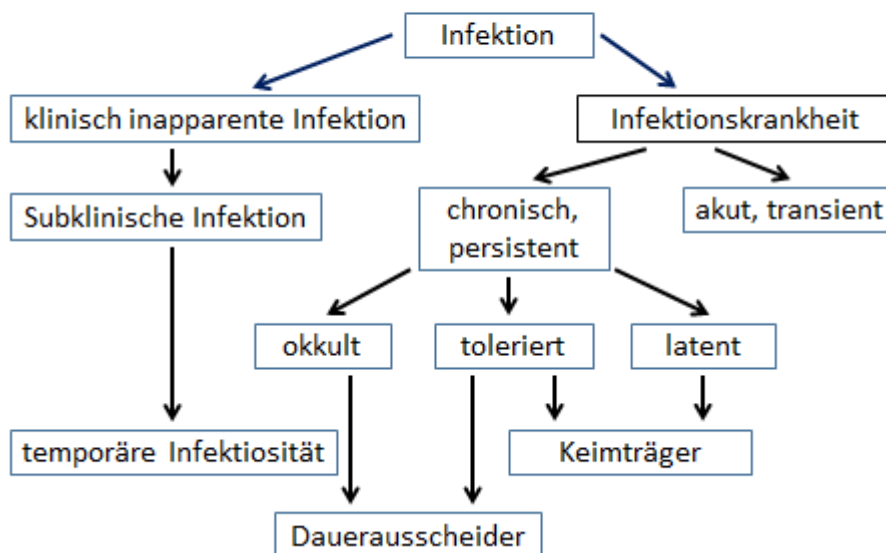 Infektion
klinisch inapparente Infektion
Infektionskrankheit
Subklinische Infektion
chronisch,
persistent
akut, transient
okkult
toleriert
latent
temporäre Infektiosität
Keimträger
Dauerausscheider